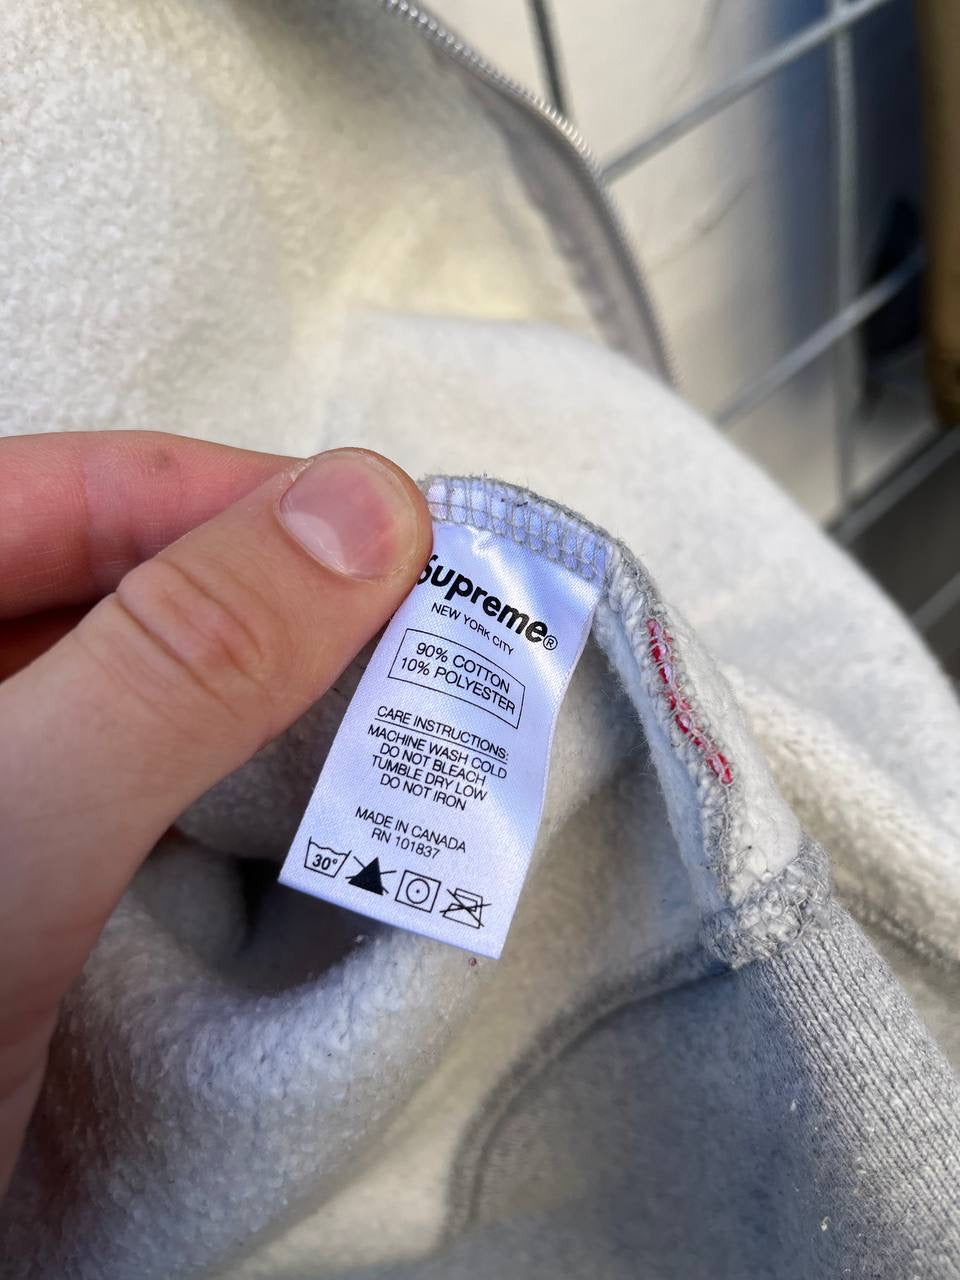 Supreme®
NEW YORK CITY
90% COTTON
10% POLYESTER
CARE INSTRUCTIONS:
MACHINE WASH COLD
DO NOT BLEACH
TUMBLE DRY LOW
DO NOT IRON
MADE IN CANADA
RN 101837
30°